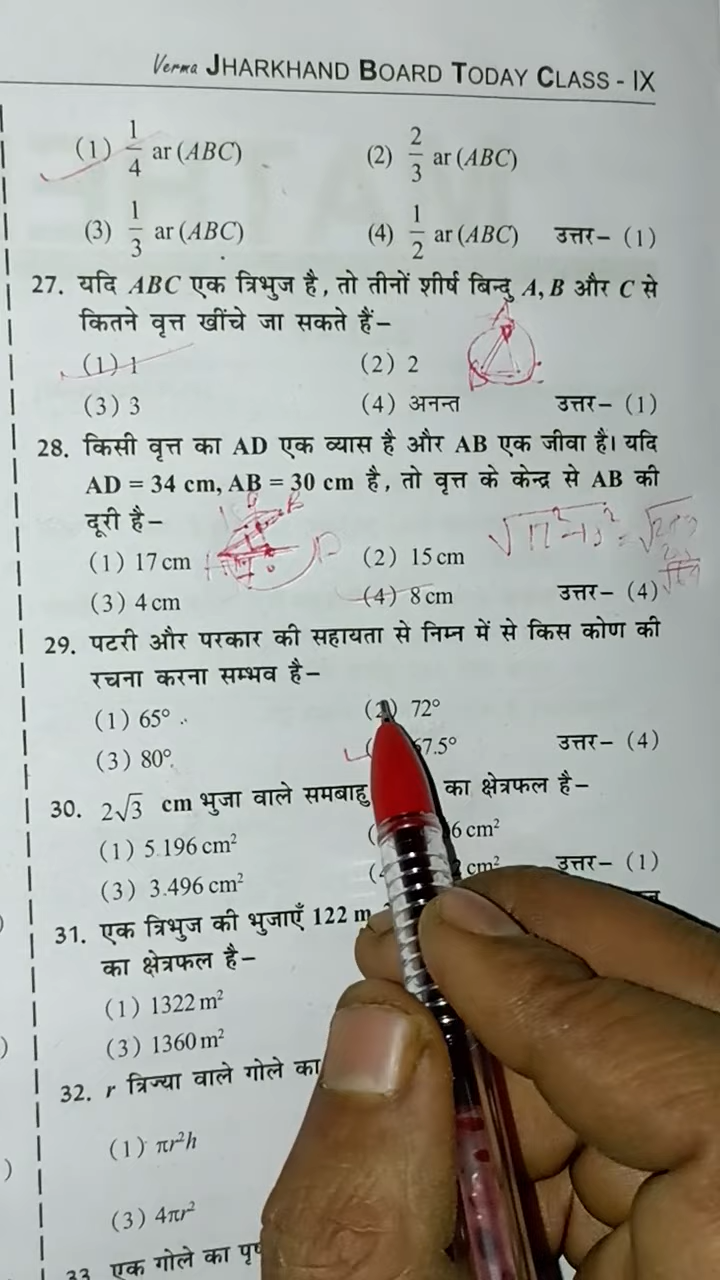 Verma JHARKHAND BOARD TODAY CLASS - IX
(1) 1/4 ar (ABC) (2) 2/3 ar (ABC)
(3) 1/3 ar (ABC) (4) 1/2 ar (ABC) उत्तर– (1)
27. यदि ABC एक त्रिभुज है, तो तीनों शीर्ष बिन्दु A, B और C से
कितने वृत्त खींचे जा सकते हैं–
(1) 1 (2) 2
(3) 3 (4) अनन्त उत्तर– (1)
28. किसी वृत्त का AD एक व्यास है और AB एक जीवा है। यदि
AD = 34 cm, AB = 30 cm है, तो वृत्त के केन्द्र से AB की
दूरी है–
(1) 17 cm (2) 15 cm
(3) 4 cm (4) 8 cm उत्तर– (4)
29. पटरी और परकार की सहायता से निम्न में से किस कोण की
रचना करना सम्भव है–
(1) 65° (2) 72°
(3) 80° 67.5° उत्तर– (4)
30. 2√3 cm भुजा वाले समबाहु का क्षेत्रफल है–
(1) 5.196 cm² 6 cm²
(3) 3.496 cm² cm² उत्तर– (1)
31. एक त्रिभुज की भुजाएँ 122 m
का क्षेत्रफल है–
(1) 1322 m²
(3) 1360 m²
32. r त्रिज्या वाले गोले का
(1) πr²h
(3) 4πr²
33. एक गोले का